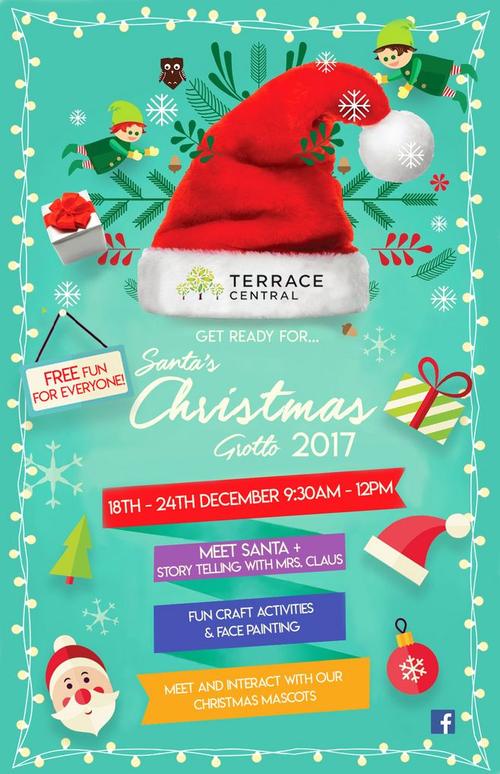 TERRACE
CENTRAL
GET READY FOR...
Santa's
Christmas
Grotto 2017
FREE FUN
FOR EVERYONE!
18TH - 24TH DECEMBER 9:30AM - 12PM
MEET SANTA +
STORY TELLING WITH MRS. CLAUS
FUN CRAFT ACTIVITIES
& FACE PAINTING
MEET AND INTERACT WITH OUR
CHRISTMAS MASCOTS
f